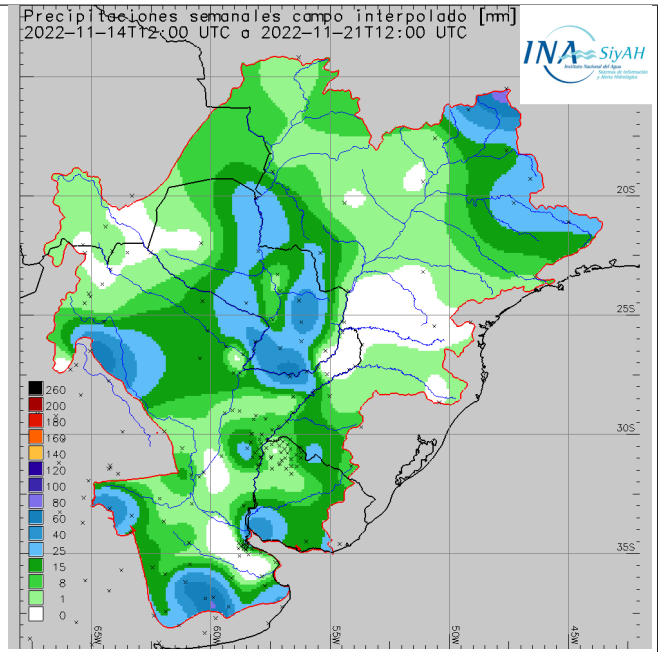 Precipitaciones semanales campo interpolado [mm]
2022-11-14T12:00 UTC a 2022-11-21T12:00 UTC
INA SiyAH
Instituto Nacional del Agua
Sistemas de Información
y Alerta Hidrológico
20S
25S
30S
35S
260
200
180
160
140
120
100
80
60
40
25
15
8
1
0
65W
60W
55W
50W
45W